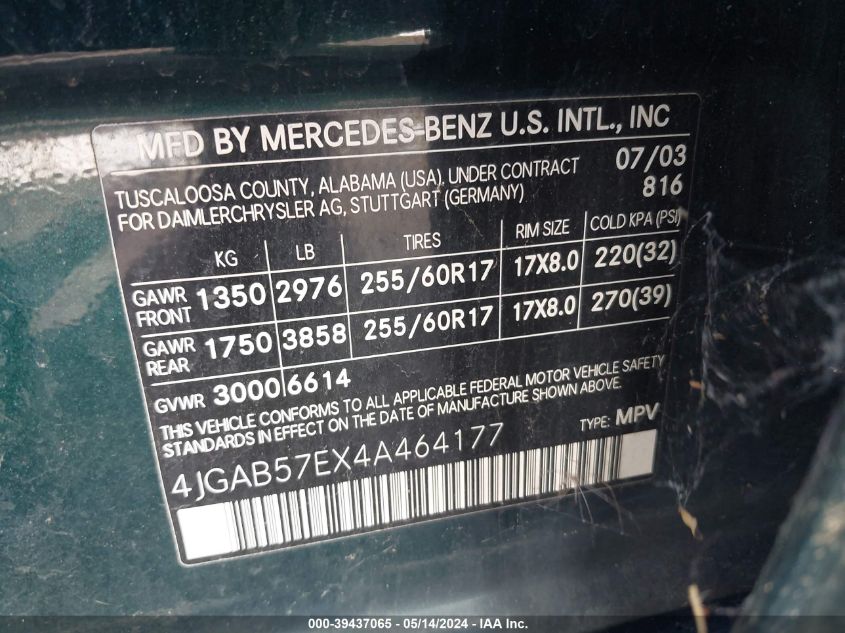 MFD BY MERCEDES-BENZ U.S. INTL., INC
TUSCALOOSA COUNTY, ALABAMA (USA). UNDER CONTRACT 07/03
FOR DAIMLERCHRYSLER AG, STUTTGART (GERMANY) 816
KG LB TIRES RIM SIZE COLD KPA (PSI)
GAWR FRONT 1350 2976 255/60R17 17X8.0 220(32)
GAWR REAR 1750 3858 255/60R17 17X8.0 270(39)
GVWR 3000 6614
THIS VEHICLE CONFORMS TO ALL APPLICABLE FEDERAL MOTOR VEHICLE SAFETY
STANDARDS IN EFFECT ON THE DATE OF MANUFACTURE SHOWN ABOVE.
4JGAB57EX4A464177 TYPE: MPV
000-39437065 - 05/14/2024 - IAA Inc.